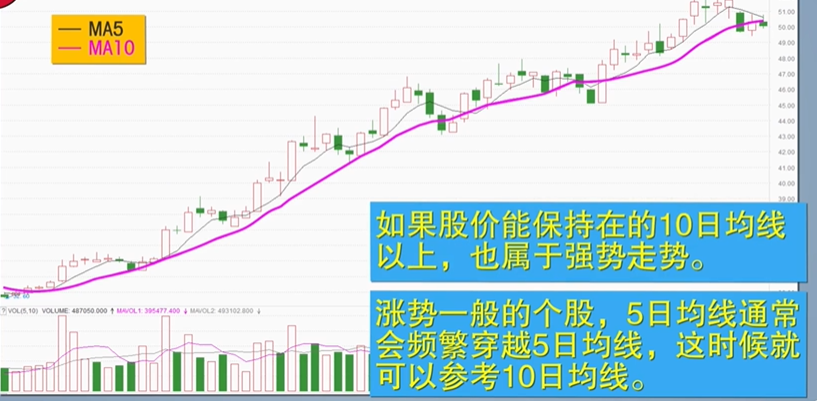 MA5
MA10
51.00
50.00
49.00
48.00
47.00
46.00
45.00
44.00
43.00
42.00
41.00
40.00
39.00
如果股价能保持在的10日均线
以上，也属于强势走势。
VOL(5,10) VOLUME: 487050.000 MAVOL1: 395477.400 ↓ MAVOL2: 493102.800 ↓
涨势一般的个股，5日均线通常
会频繁穿越5日均线，这时候就
可以参考10日均线。